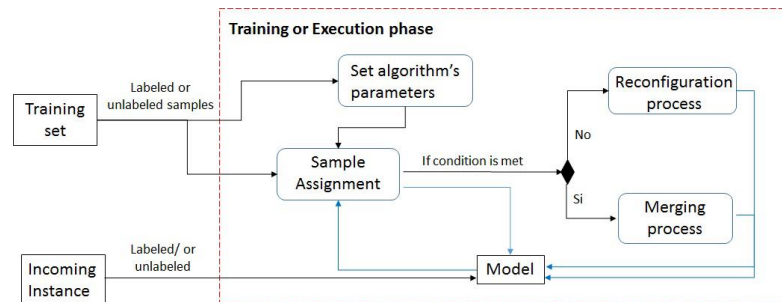 Training or Execution phase
Labeled or
unlabeled samples
Training
set
Set algorithm's
parameters
Reconfiguration
process
No
Sample
Assignment
If condition is met
Si
Merging
process
Labeled/ or
unlabeled
Incoming
Instance
Model